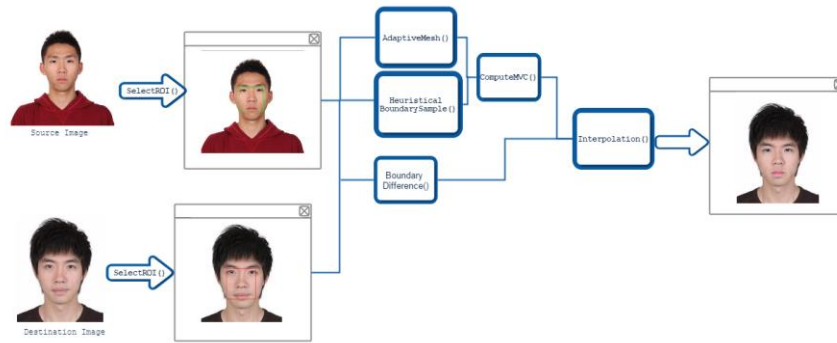 SelectROI()
Source Image
AdaptiveMesh()
Heuristical
BoundarySample()
ComputeMVC()
Boundary
Difference()
Interpolation()
SelectROI()
Destination Image